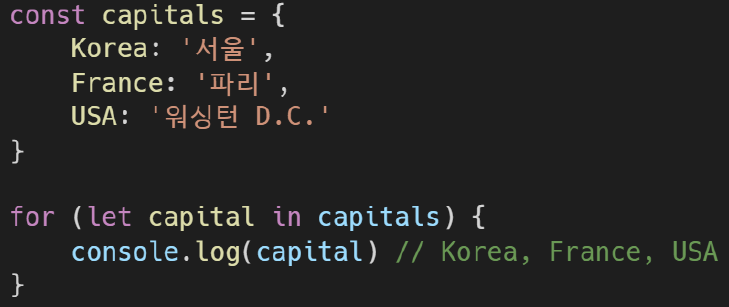 const capitals = {
    Korea: '서울',
    France: '파리',
    USA: '워싱턴 D.C.'
}

for (let capital in capitals) {
    console.log(capital) // Korea, France, USA
}